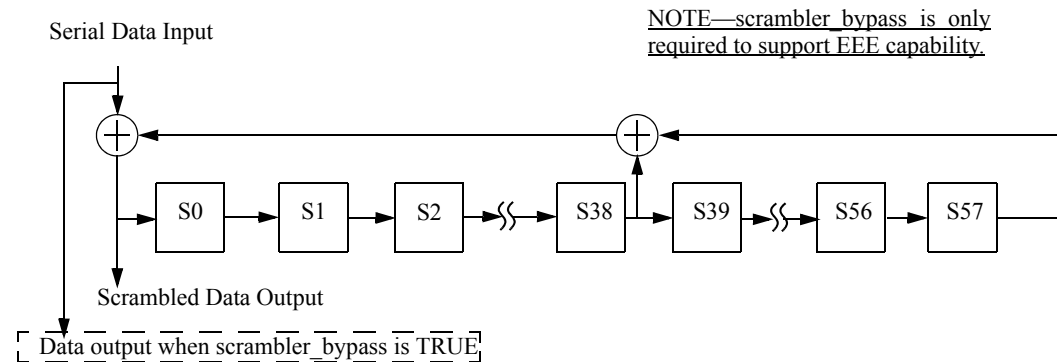 Serial Data Input
NOTE—scrambler_bypass is only
required to support EEE capability.
S0 S1 S2 S38 S39 S56 S57
Scrambled Data Output
Data output when scrambler_bypass is TRUE